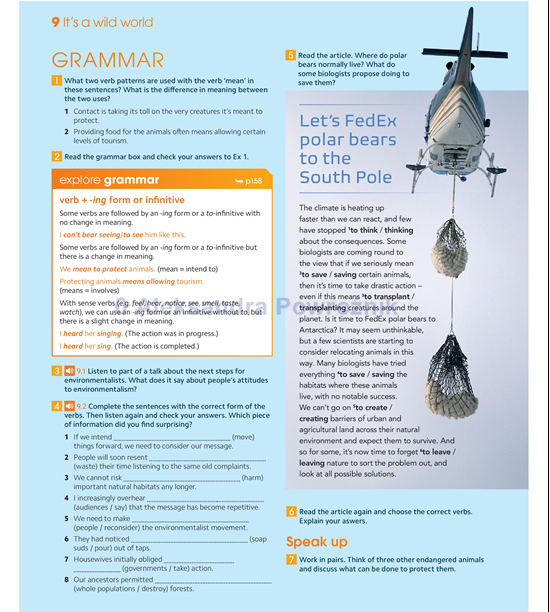 9 It's a wild world
GRAMMAR
1 What two verb patterns are used with the verb 'mean' in
these sentences? What is the difference in meaning between
the two uses?
1 Contact is taking its toll on the very creatures it's meant to
protect.
2 Providing food for the animals often means allowing certain
levels of tourism.
2 Read the grammar box and check your answers to Ex 1.
explore grammar p158
verb + -ing form or infinitive
Some verbs are followed by an -ing form or a to-infinitive with
no change in meaning.
I can't bear seeing/to see him like this.
Some verbs are followed by an -ing form or a to-infinitive but
there is a change in meaning.
We mean to protect animals. (mean = intend to)
Protecting animals means allowing tourism.
(means = involves)
With sense verbs (e.g. feel, hear, notice, see, smell, taste,
watch), we can use an -ing form or an infinitive without to, but
there is a slight change in meaning.
I heard her singing. (The action was in progress.)
I heard her sing. (The action is completed.)
3 9.1 Listen to part of a talk about the next steps for
environmentalists. What does it say about people's attitudes
to environmentalism?
4 9.2 Complete the sentences with the correct form of the
verbs. Then listen again and check your answers. Which piece
of information did you find surprising?
1 If we intend ____ (move)
things forward, we need to consider our message.
2 People will soon resent ____
(waste) their time listening to the same old complaints.
3 We cannot risk ____ (harm)
important natural habitats any longer.
4 I increasingly overhear ____
(audiences / say) that the message has become repetitive.
5 We need to make ____
(people / reconsider) the environmentalist movement.
6 They had noticed ____ (soap
suds / pour) out of taps.
7 Housewives initially obliged ____
____ (governments / take) action.
8 Our ancestors permitted ____
(whole populations / destroy) forests.
5 Read the article. Where do polar
bears normally live? What do
some biologists propose doing to
save them?
Let's FedEx
polar bears
to the
South Pole
The climate is heating up
faster than we can react, and few
have stopped ¹to think / thinking
about the consequences. Some
biologists are coming round to
the view that if we seriously mean
²to save / saving certain animals,
then it's time to take drastic action –
even if this means ³to transplant /
transplanting creatures around the
planet. Is it time to FedEx polar bears to
Antarctica? It may seem unthinkable,
but a few scientists are starting to
consider relocating animals in this
way. Many biologists have tried
everything ⁴to save / saving the
habitats where these animals
live, with no notable success.
We can't go on ⁵to create /
creating barriers of urban and
agricultural land across their natural
environment and expect them to survive. And
so for some, it's now time to forget ⁶to leave /
leaving nature to sort the problem out, and
look at all possible solutions.
6 Read the article again and choose the correct verbs.
Explain your aswers.
Speak up
7 Work in pairs. Think of three other endangered animals
and discuss what can be done to protect them.